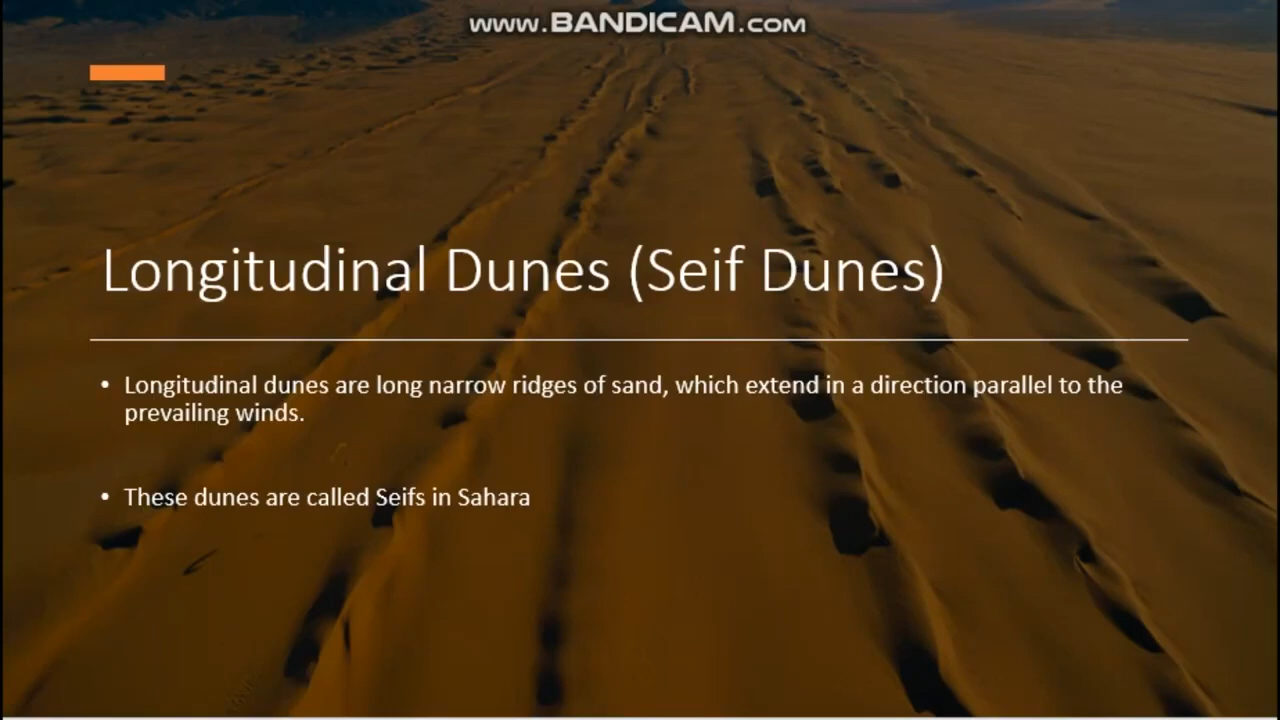 www.BANDICAM.com
Longitudinal Dunes (Seif Dunes)
• Longitudinal dunes are long narrow ridges of sand, which extend in a direction parallel to the
prevailing winds.
• These dunes are called Seifs in Sahara